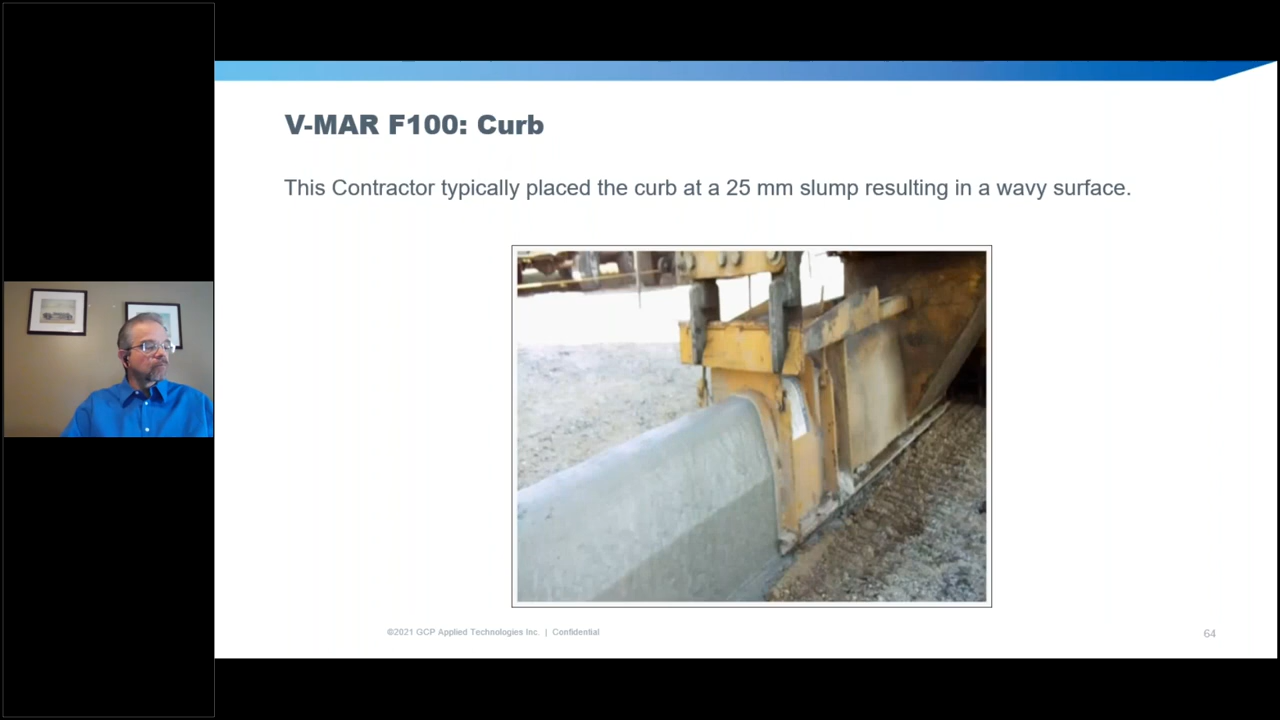 V-MAR F100: Curb
This Contractor typically placed the curb at a 25 mm slump resulting in a wavy surface.
©2021 GCP Applied Technologies Inc. | Confidential
64